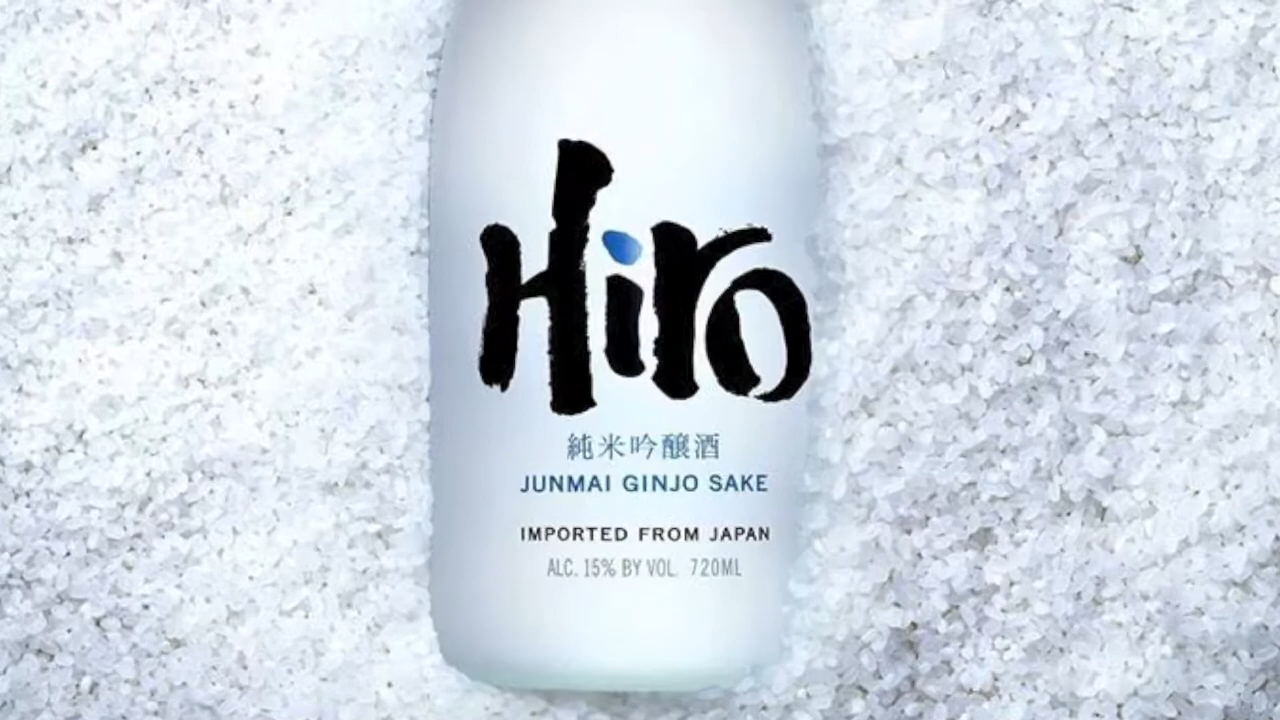 Hiro
純米吟醸酒
JUNMAI GINJO SAKE
IMPORTED FROM JAPAN
ALC. 15% BY VOL. 720ML